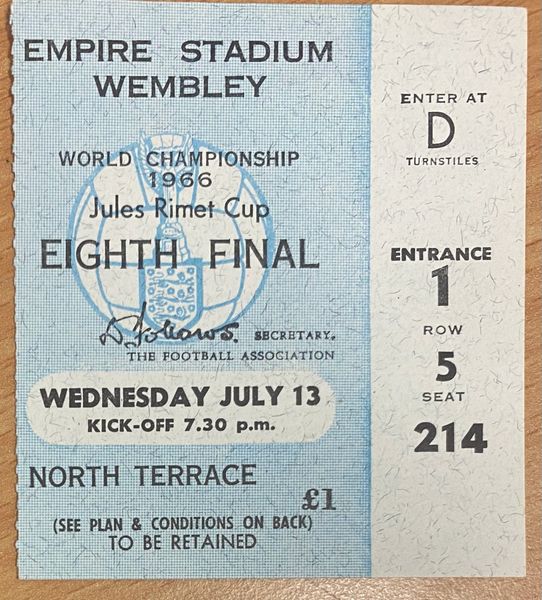 EMPIRE STADIUM
WEMBLEY
WORLD CHAMPIONSHIP
1966
Jules Rimet Cup
EIGHTH FINAL
D. Follows. SECRETARY.
THE FOOTBALL ASSOCIATION
WEDNESDAY JULY 13
KICK-OFF 7.30 p.m.
NORTH TERRACE
£1
(SEE PLAN & CONDITIONS ON BACK)
TO BE RETAINED
ENTER AT
D
TURNSTILES
ENTRANCE
1
ROW
5
SEAT
214